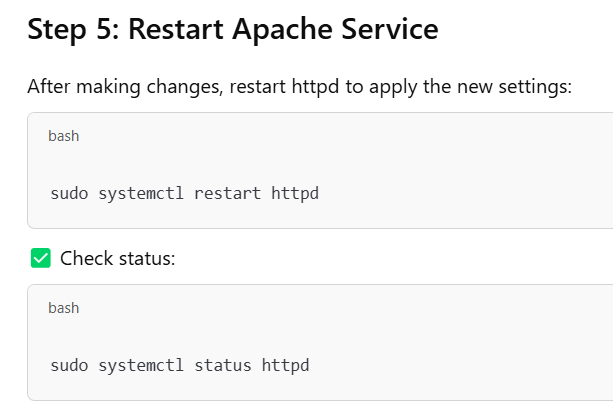 Step 5: Restart Apache Service
After making changes, restart httpd to apply the new settings:
bash
sudo systemctl restart httpd
✅ Check status:
bash
sudo systemctl status httpd